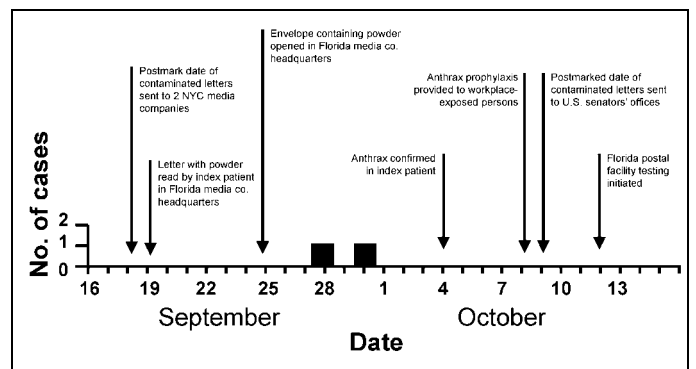 Envelope containing powder
opened in Florida media co.
headquarters
Postmark date of
contaminated letters
sent to 2 NYC media
companies
Anthrax prophylaxis
provided to workplace-
exposed persons
Postmarked date of
contaminated letters sent
to U.S. senators' offices
Letter with powder
read by index patient
in Florida media co.
headquarters
Anthrax confirmed
in index patient
Florida postal
facility testing
initiated
No. of cases
2
1
0
16 19 22 25 28 1 4 7 10 13
September October
Date